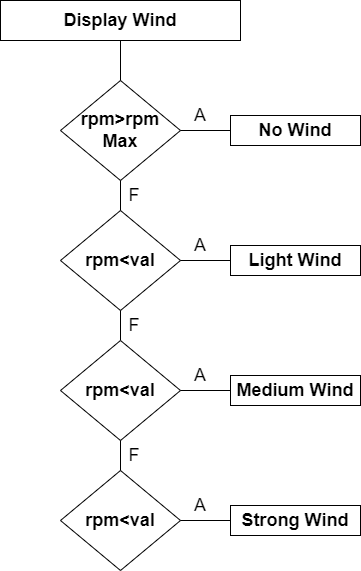 Display Wind
rpm>rpm
Max
A
No Wind
F
rpm<val
A
Light Wind
F
rpm<val
A
Medium Wind
F
rpm<val
A
Strong Wind